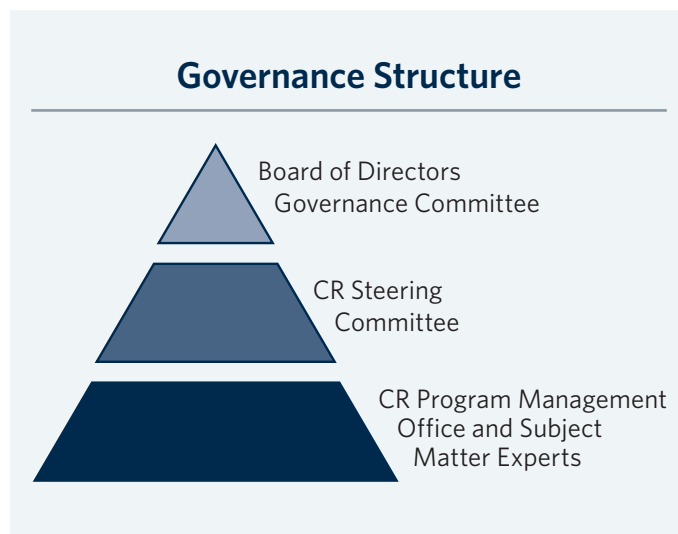 Governance Structure
Board of Directors
Governance Committee
CR Steering
Committee
CR Program Management
Office and Subject
Matter Experts